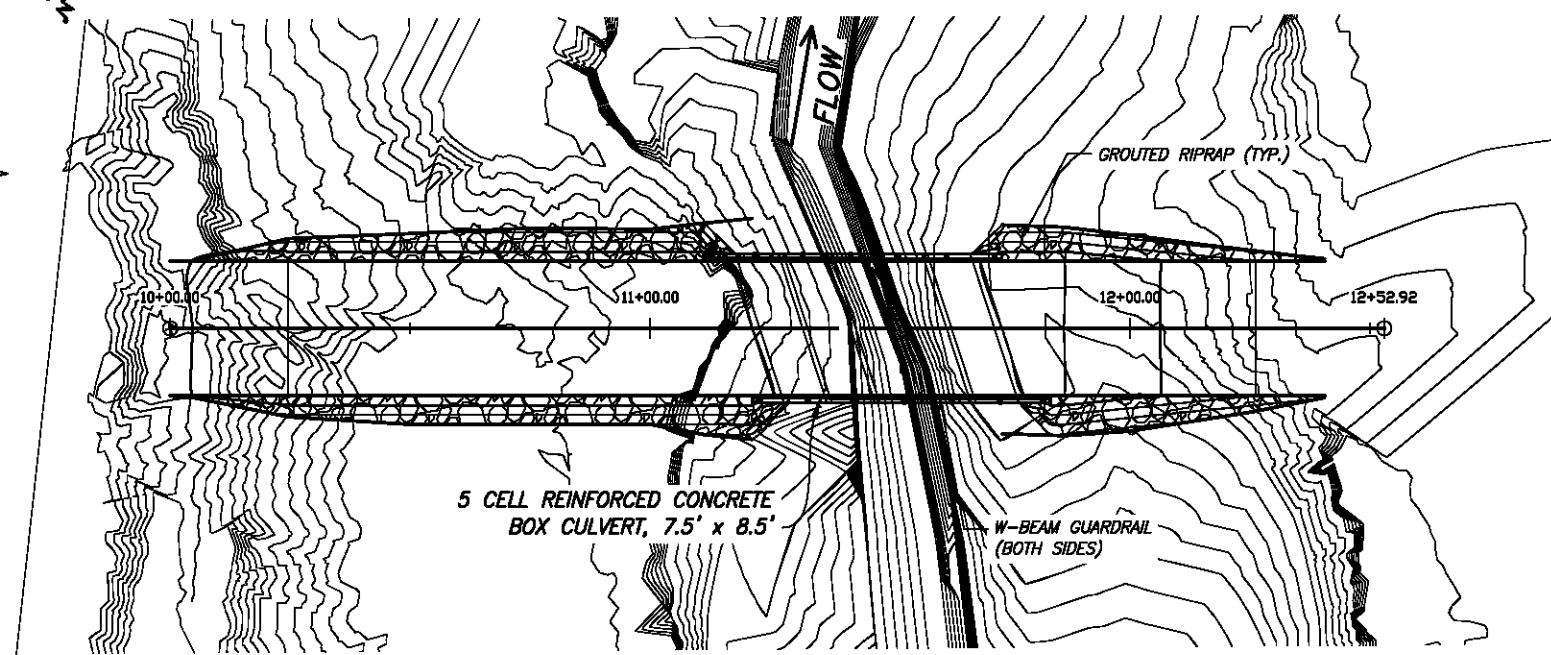 FLOW
GROUTED RIPRAP (TYP.)
10+00.00
11+00.00
12+00.00
12+52.92
5 CELL REINFORCED CONCRETE
BOX CULVERT, 7.5' x 8.5'
W-BEAM GUARDRAIL
(BOTH SIDES)